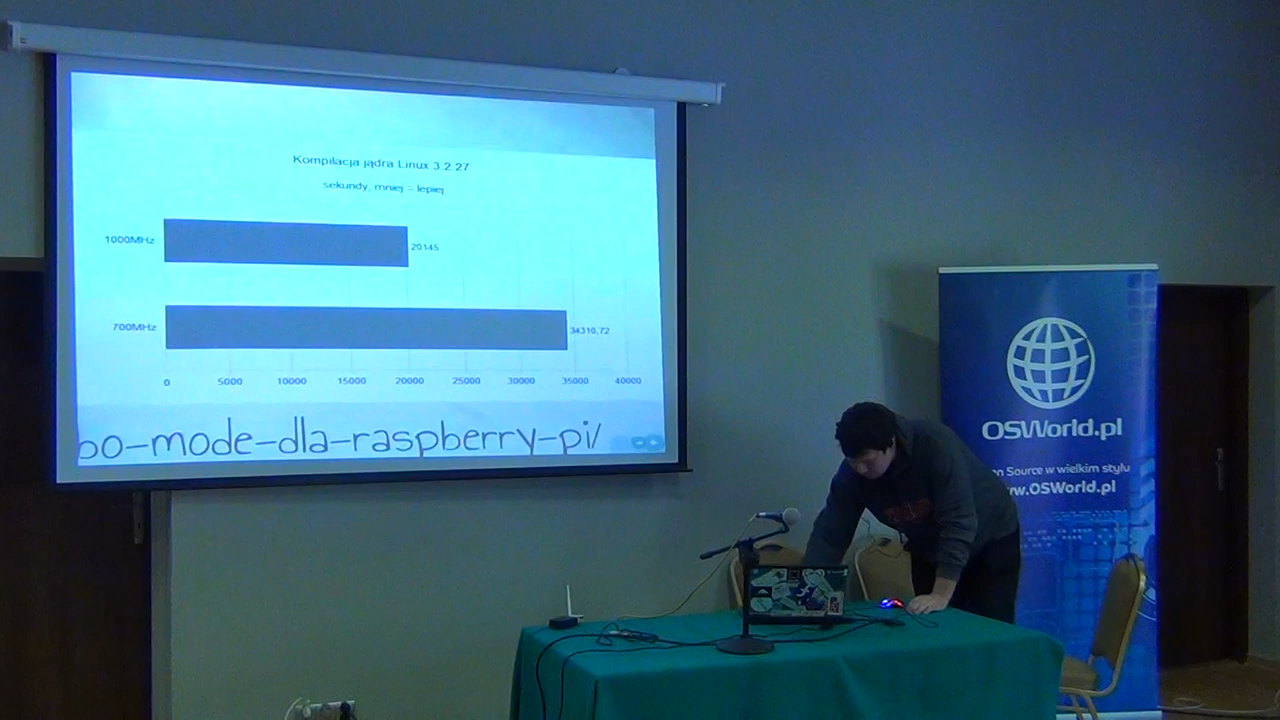 Kompilacja jądra Linux 3.2.27
sekundy, mniej = lepiej
1000MHz
20145
700MHz
34310,72
0 5000 10000 15000 20000 25000 30000 35000 40000
bo-mode-dla-raspberry-pi/
OSWorld.pl
en Source w wielkim stylu
ww.OSWorld.pl